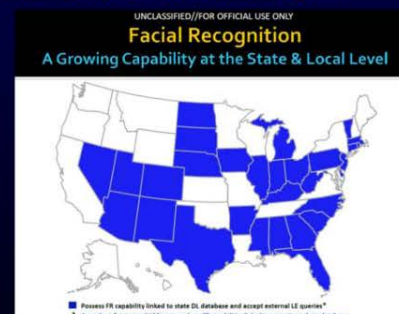 UNCLASSIFIED//FOR OFFICIAL USE ONLY
Facial Recognition
A Growing Capability at the State & Local Level
Possess FR capability linked to state DL database and accept external LE queries*